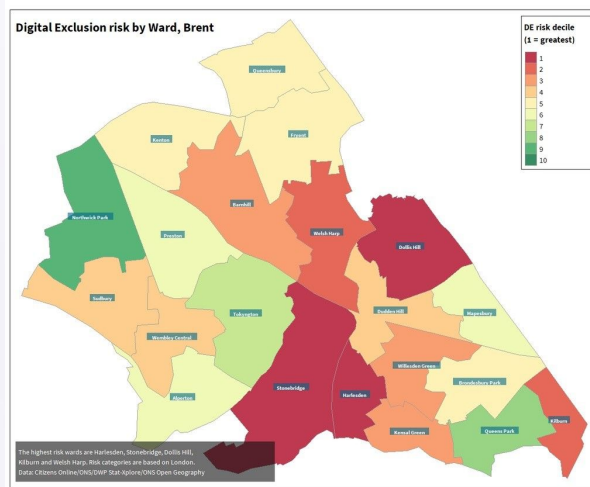 Digital Exclusion risk by Ward, Brent
DE risk decile
(1 = greatest)
1
2
3
4
5
6
7
8
9
10
Queensbury
Kenton
Fryent
Barnhill
Northwick Park
Welsh Harp
Dollis Hill
Preston
Sudbury
Tokyngton
Dudden Hill
Mapesbury
Wembley Central
Willesden Green
Brondesbury Park
Stonebridge
Harlesden
Alperton
Kilburn
Kensal Green
Queens Park
The highest risk wards are Harlesden, Stonebridge, Dollis Hill,
Kilburn and Welsh Harp. Risk categories are based on London.
Data: Citizens Online/ONS/DWP Stat-Xplore/ONS Open Geography